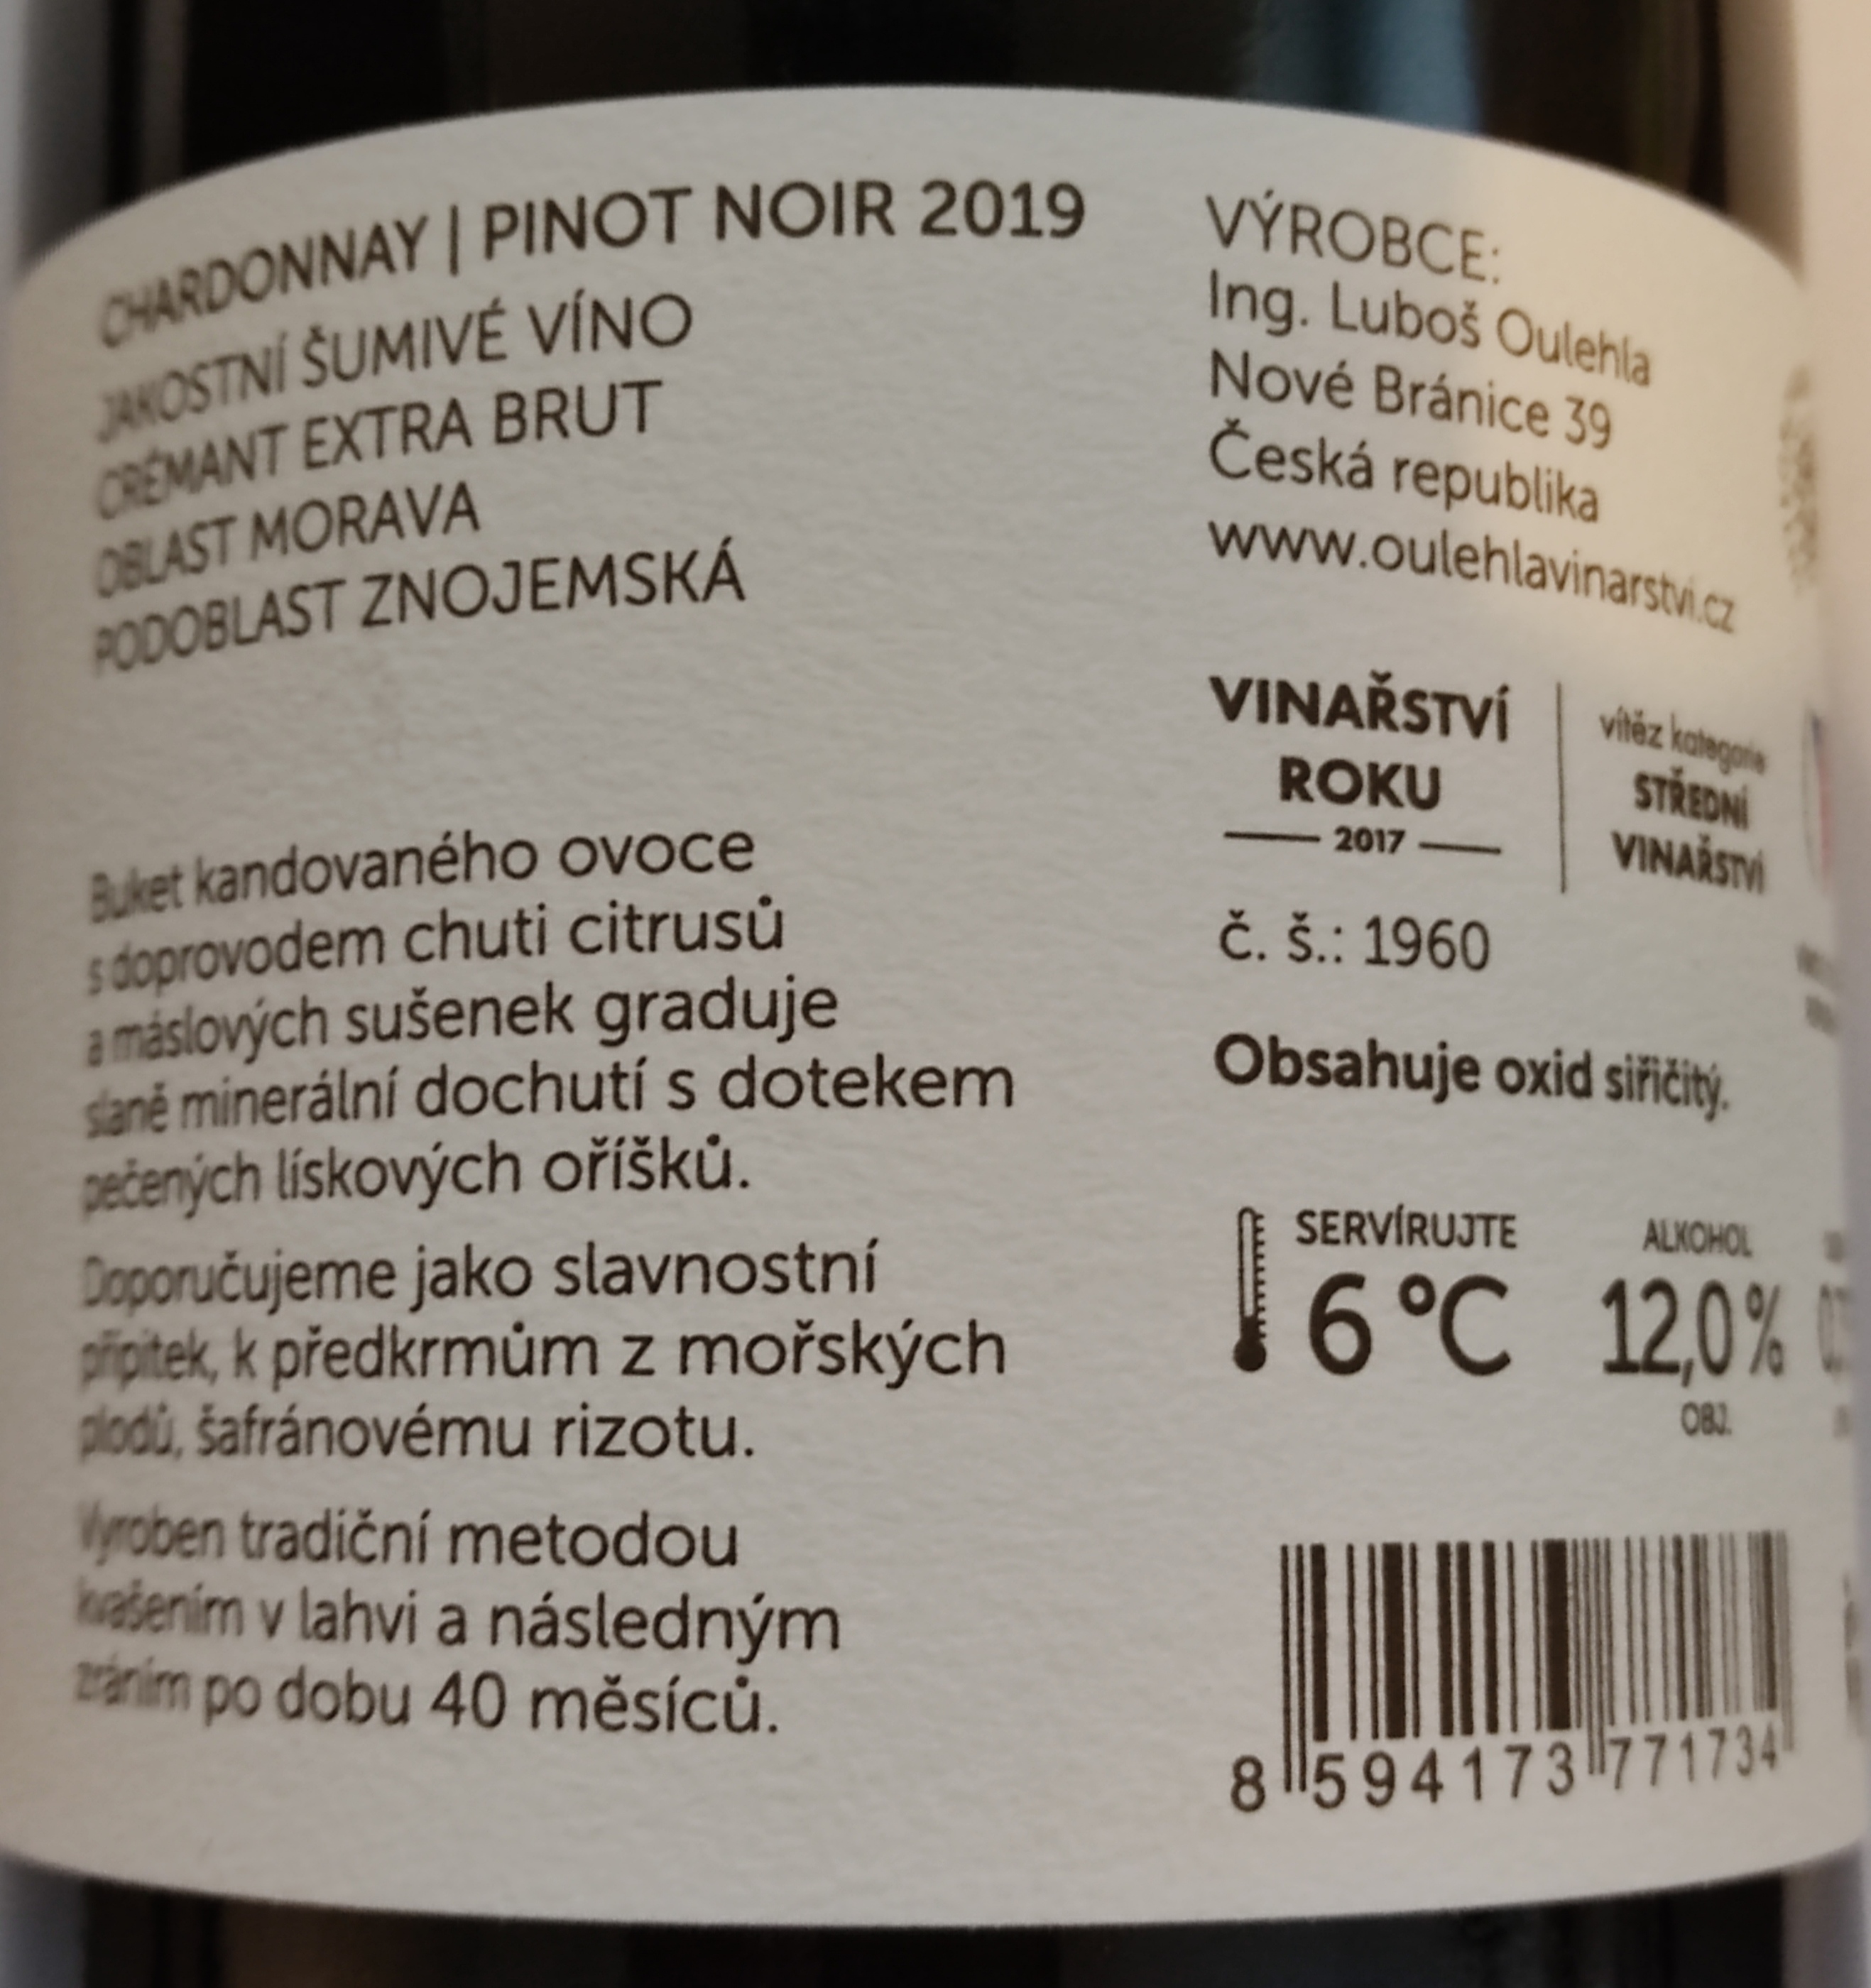 CHARDONNAY | PINOT NOIR 2019
JAKOSTNÍ ŠUMIVÉ VÍNO
CRÉMANT EXTRA BRUT
OBLAST MORAVA
PODOBLAST ZNOJEMSKÁ
Buket kandovaného ovoce
s doprovodem chuti citrusů
a máslových sušenek graduje
slaně minerální dochutí s dotekem
pečených lískových oříšků.
Doporučujeme jako slavnostní
přípitek, k předkrmům z mořských
plodů, šafránovému rizotu.
Vyroben tradiční metodou
kvašením v lahvi a následným
zráním po dobu 40 měsíců.
VÝROBCE:
Ing. Luboš Oulehla
Nové Bránice 39
Česká republika
www.oulehlavinarstvi.cz
VINAŘSTVÍ
ROKU
2017
vítěz kategorie
STŘEDNÍ
VINAŘSTVÍ
č. š.: 1960
Obsahuje oxid siřičitý.
SERVÍRUJTE
6 °C
ALKOHOL
12,0 %
OBJ.
8 594173 771734